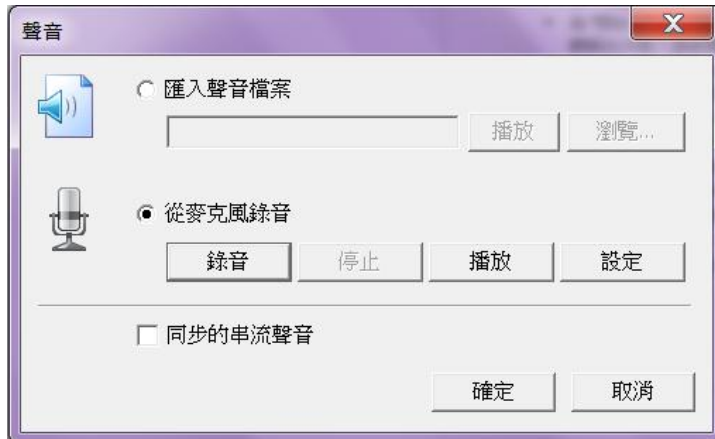 聲音
匯入聲音檔案
播放 瀏覽...
從麥克風錄音
錄音 停止 播放 設定
同步的串流聲音
確定 取消